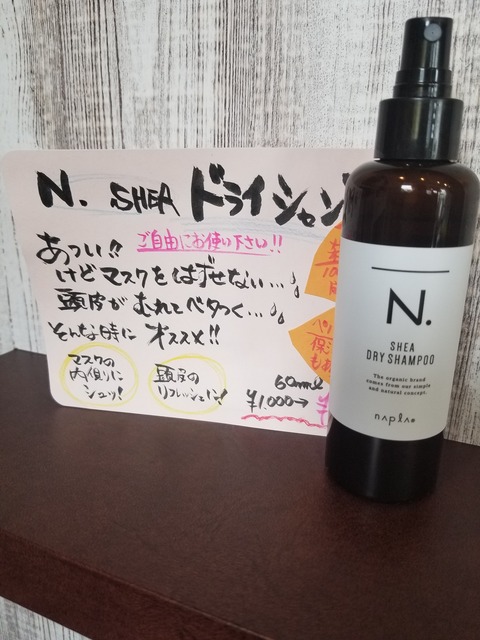 N. SHEA ドライシャン
ご自由にお使い下さい!!
あっつい!!
けどマスクをはずせない…
頭皮がむれてベタつく…
そんな時にオススメ!!
マスクの
内側に
シュッ!
頭皮の
リフレッシュに!
60mL
¥1,000→
N.
SHEA
DRY SHAMPOO
The organic brand
comes from our simple
and natural concept.
napla